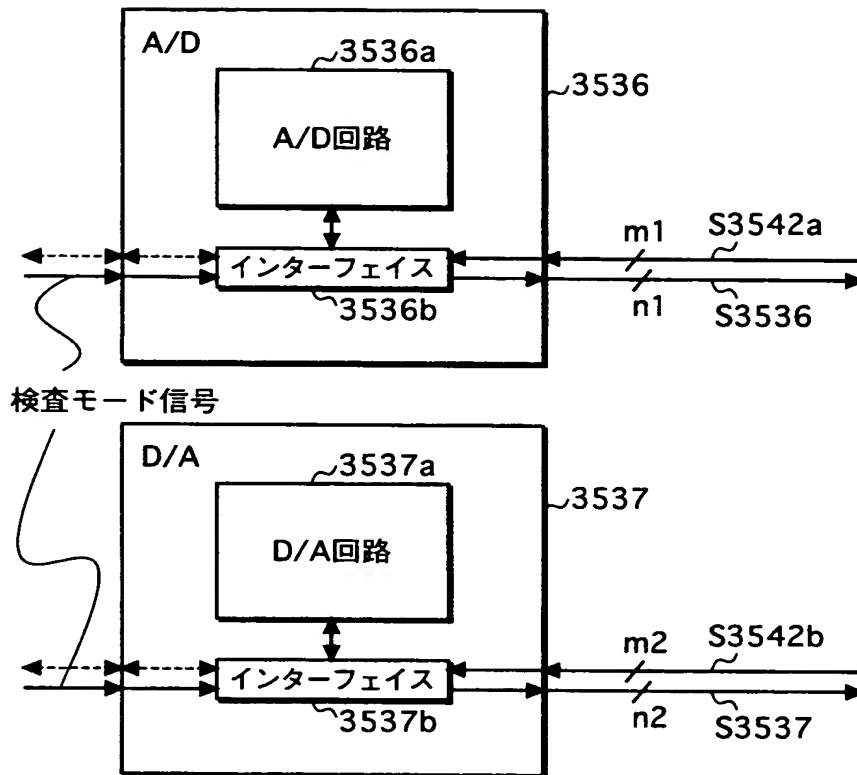 A/D
3536a
3536
A/D回路
m1
S3542a
インターフェイス
3536b
n1
S3536
検査モード信号
D/A
3537a
3537
D/A回路
m2
S3542b
インターフェイス
3537b
n2
S3537